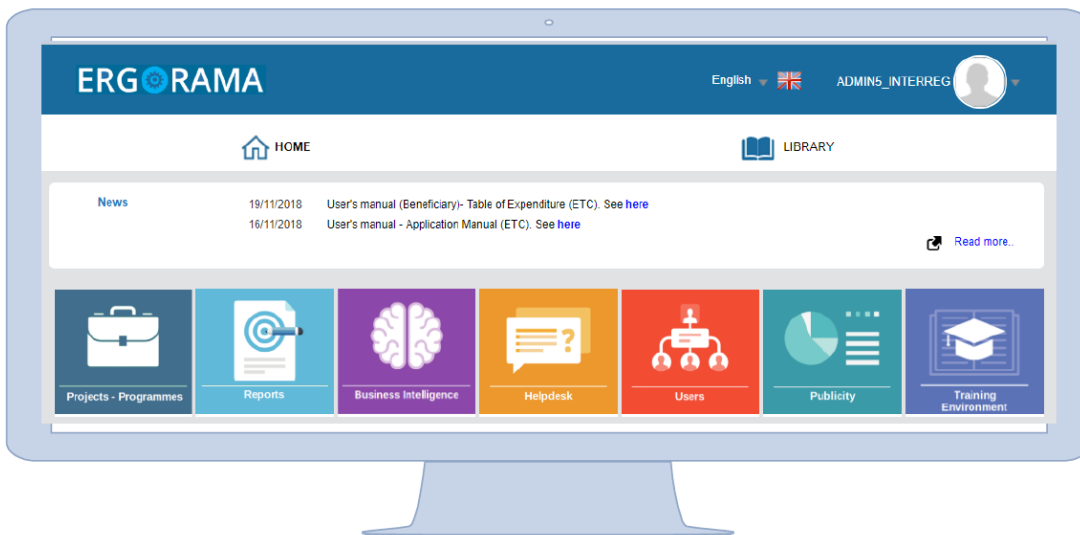 ERGORAMA
English
ADMIN5_INTERREG
HOME
LIBRARY
News
19/11/2018 User's manual (Beneficiary)- Table of Expenditure (ETC). See here
16/11/2018 User's manual - Application Manual (ETC). See here
Read more..
Projects - Programmes
Reports
Business Intelligence
?
Helpdesk
Users
Publicity
Training
Environment